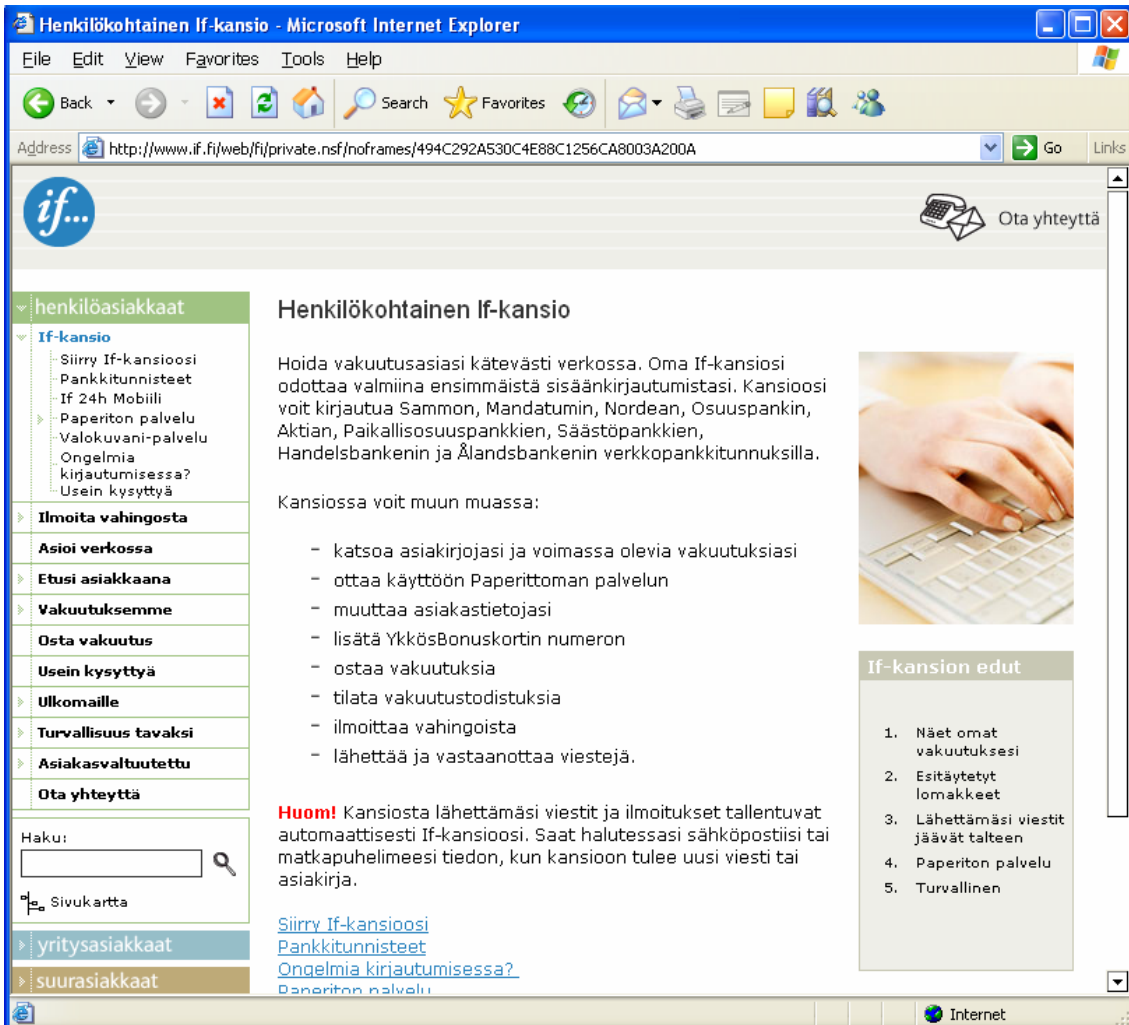 Henkilökohtainen If-kansio - Microsoft Internet Explorer
File Edit View Favorites Tools Help
Back Search Favorites
Address http://www.if.fi/web/fi/private.nsf/noframes/494C292A530C4E88C1256CA8003A200A Go Links
if...
Ota yhteyttä
henkilöasiakkaat
If-kansio
Siirry If-kansioosi
Pankkitunnisteet
If 24h Mobiili
Paperiton palvelu
Valokuvani-palvelu
Ongelmia
kirjautumisessa?
Usein kysyttyä
Ilmoita vahingosta
Asioi verkossa
Etusi asiakkaana
Vakuutuksemme
Osta vakuutus
Usein kysyttyä
Ulkomaille
Turvallisuus tavaksi
Asiakasvaltuutettu
Ota yhteyttä
Haku:
Sivukartta
yritysasiakkaat
suurasiakkaat
Henkilökohtainen If-kansio
Hoida vakuutusasiasi kätevästi verkossa. Oma If-kansiosi
odottaa valmiina ensimmäistä sisäänkirjautumistasi. Kansioosi
voit kirjautua Sammon, Mandatumin, Nordean, Osuuspankin,
Aktian, Paikallisosuuspankkien, Säästöpankkien,
Handelsbankenin ja Ålandsbankenin verkkopankkitunnuksilla.
Kansiossa voit muun muassa:
- katsoa asiakirjojasi ja voimassa olevia vakuutuksiasi
- ottaa käyttöön Paperittoman palvelun
- muuttaa asiakastietojasi
- lisätä YkkösBonuskortin numeron
- ostaa vakuutuksia
- tilata vakuutustodistuksia
- ilmoittaa vahingoista
- lähettää ja vastaanottaa viestejä.
Huom! Kansiosta lähettämäsi viestit ja ilmoitukset tallentuvat
automaattisesti If-kansioosi. Saat halutessasi sähköpostiisi tai
matkapuhelimeesi tiedon, kun kansioon tulee uusi viesti tai
asiakirja.
Siirry If-kansioosi
Pankkitunnisteet
Ongelmia kirjautumisessa?
Paperiton palvelu
If-kansion edut
1. Näet omat
vakuutuksesi
2. Esitäytetyt
lomakkeet
3. Lähettämäsi viestit
jäävät talteen
4. Paperiton palvelu
5. Turvallinen
Internet